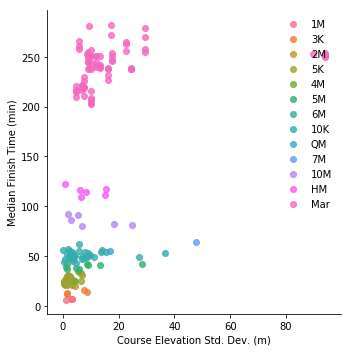 Median Finish Time (min)
250
200
150
100
50
0
0
20
40
60
80
Course Elevation Std. Dev. (m)
1M
3K
2M
5K
4M
5M
6M
10K
QM
7M
10M
HM
Mar